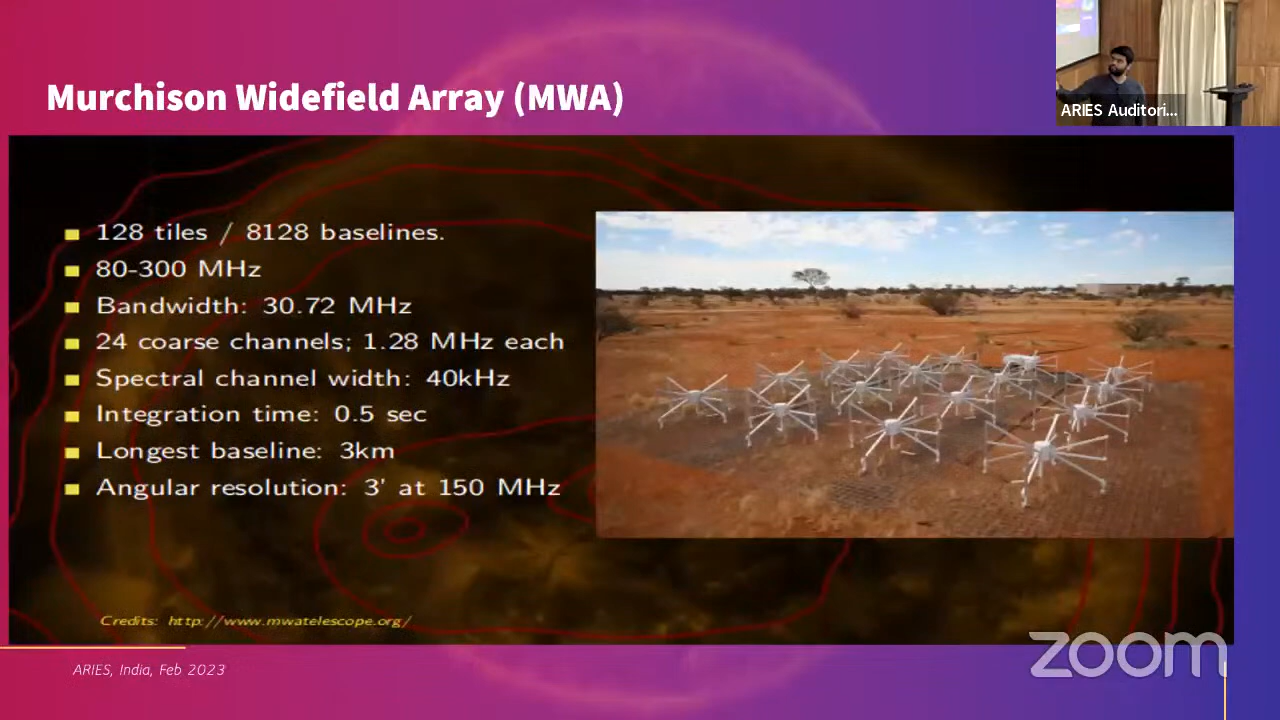 Murchison Widefield Array (MWA)
ARIES Auditori...
128 tiles / 8128 baselines.
80-300 MHz
Bandwidth: 30.72 MHz
24 coarse channels; 1.28 MHz each
Spectral channel width: 40kHz
Integration time: 0.5 sec
Longest baseline: 3km
Angular resolution: 3' at 150 MHz
Credits: http://www.mwatelescope.org/
ARIES, India, Feb 2023
zoom